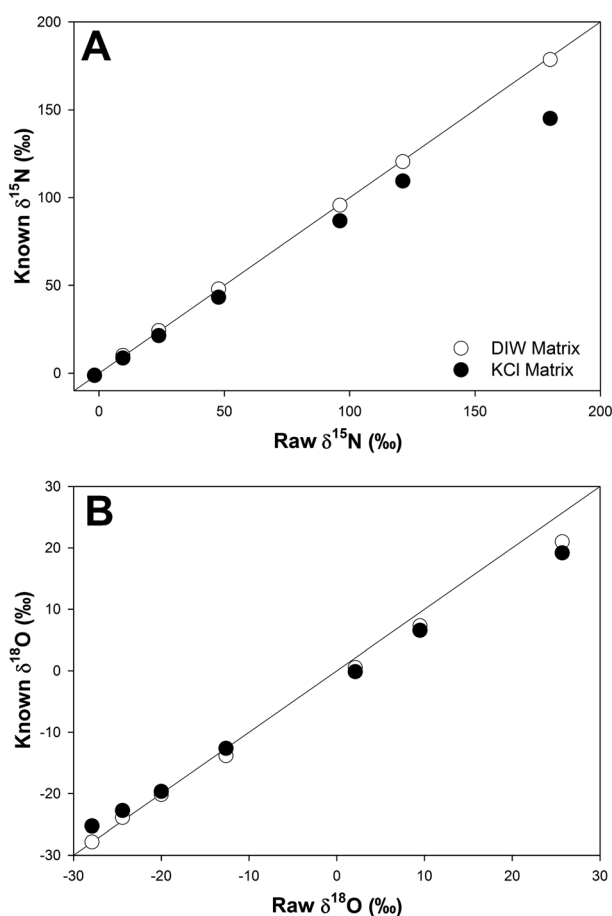 A
200
150
100
50
0
Known δ¹⁵N (‰)
DIW Matrix
KCl Matrix
0 50 100 150 200
Raw δ¹⁵N (‰)
B
30
20
10
0
-10
-20
-30
Known δ¹⁸O (‰)
-30 -20 -10 0 10 20 30
Raw δ¹⁸O (‰)